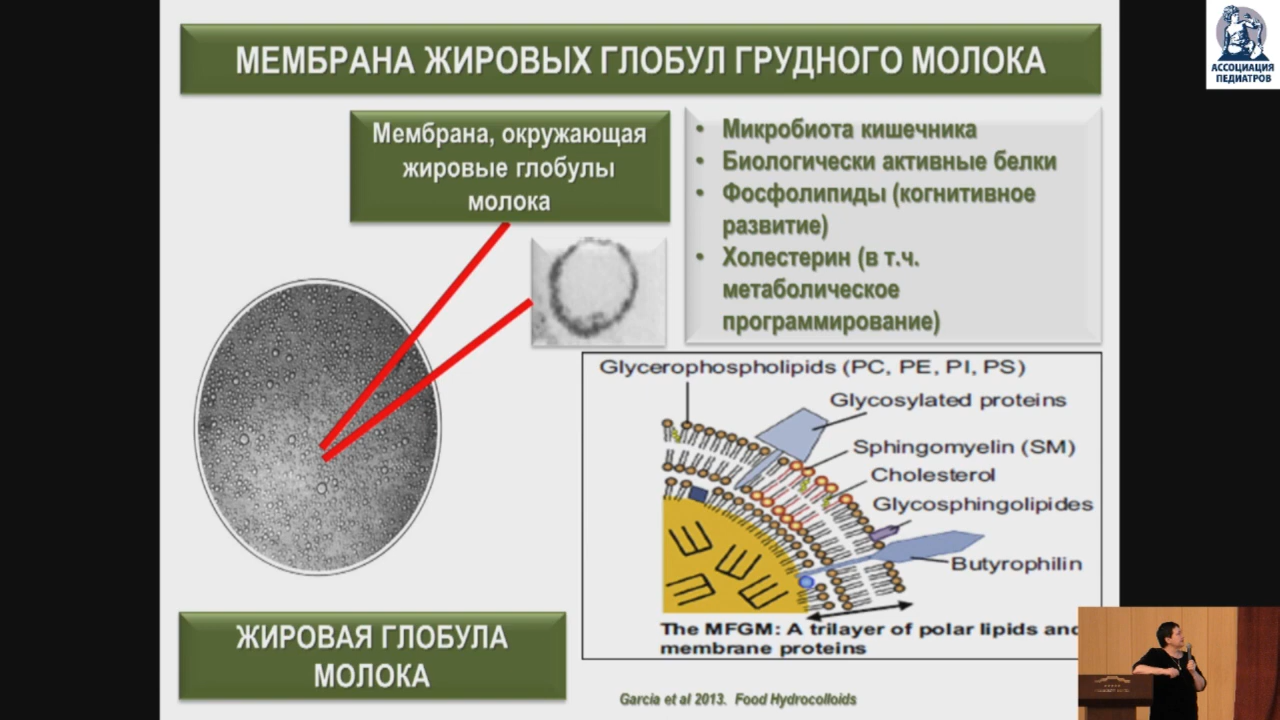 МЕМБРАНА ЖИРОВЫХ ГЛОБУЛ ГРУДНОГО МОЛОКА
АССОЦИАЦИЯ
ПЕДИАТРОВ
Мембрана, окружающая
жировые глобулы
молока
• Микробиота кишечника
• Биологически активные белки
• Фосфолипиды (когнитивное
развитие)
• Холестерин (в т.ч.
метаболическое
программирование)
Glycerophospholipids (PC, PE, PI, PS)
Glycosylated proteins
Sphingomyelin (SM)
Cholesterol
Glycosphingolipides
Butyrophilin
The MFGM: A trilayer of polar lipids and
membrane proteins
ЖИРОВАЯ ГЛОБУЛА
МОЛОКА
Garcia et al 2013. Food Hydrocolloids